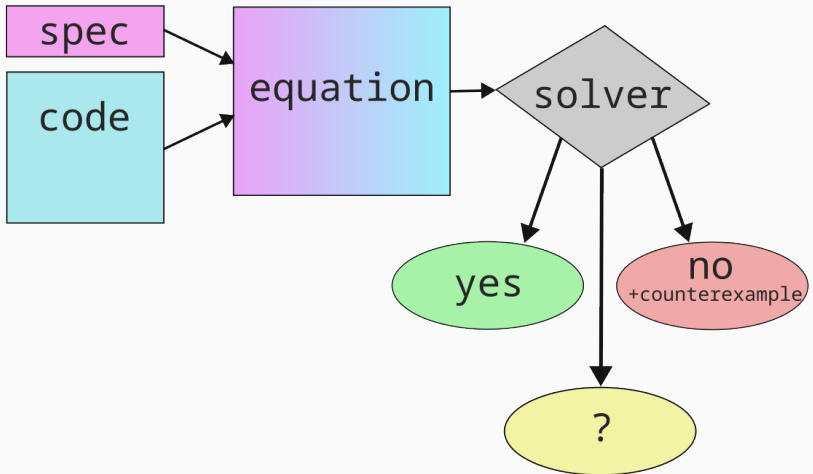 spec
code
equation
solver
yes
no
+counterexample
?